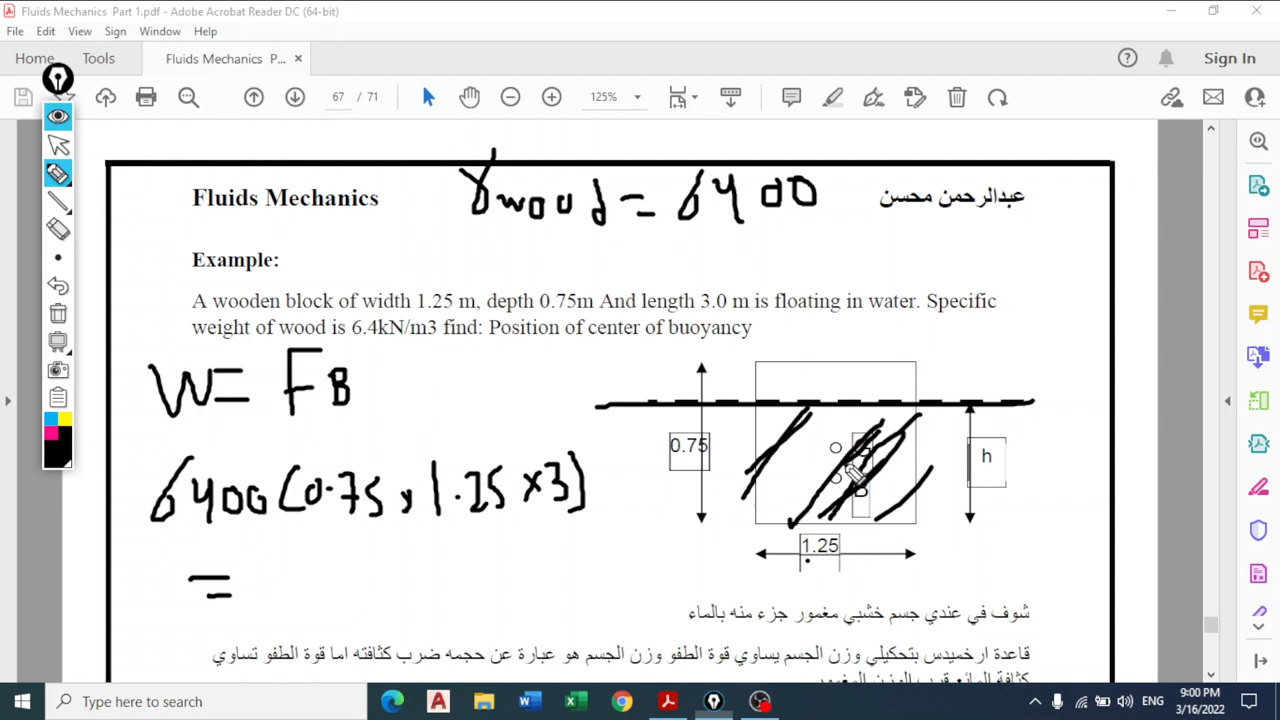 Fluids Mechanics Part 1.pdf - Adobe Acrobat Reader DC (64-bit)
File Edit View Sign Window Help
Home Tools Fluids Mechanics P... × Sign In
67 / 71 125%
γwood = 6400
Fluids Mechanics عبدالرحمن محسن
Example:
A wooden block of width 1.25 m, depth 0.75m And length 3.0 m is floating in water. Specific
weight of wood is 6.4kN/m3 find: Position of center of buoyancy
W = FB
0.75
h
6400(0.75 × 1.25 × 3)
B
1.25
=
شوف في عندي جسم خشبي مغمور جزء منه بالماء
قاعدة ارخميدس بتحكيلي وزن الجسم يساوي قوة الطفو وزن الجسم هو عبارة عن حجمه ضرب كثافته اما قوة الطفو تساوي
كثافة المائع
Type here to search
ENG
9:00 PM
3/16/2022